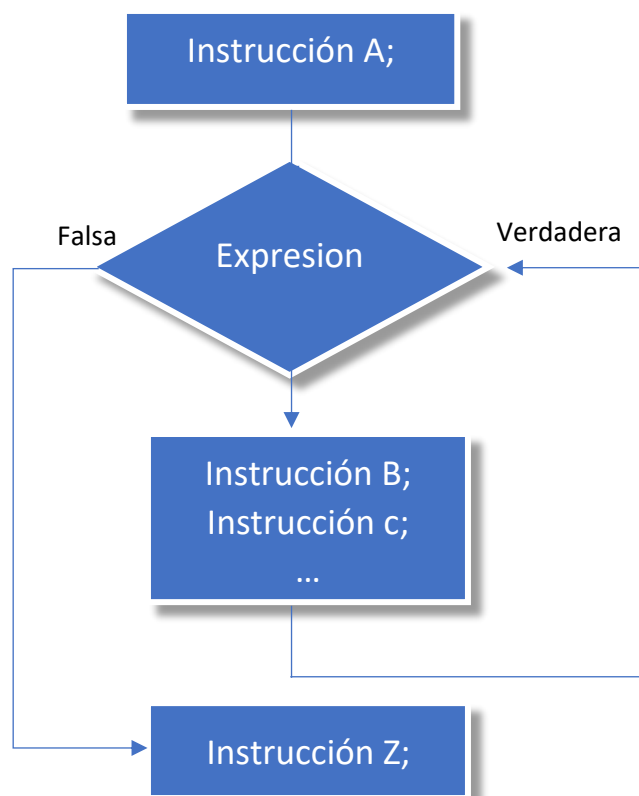 Instrucción A;
Falsa
Verdadera
Expresion
Instrucción B;
Instrucción c;
...
Instrucción Z;